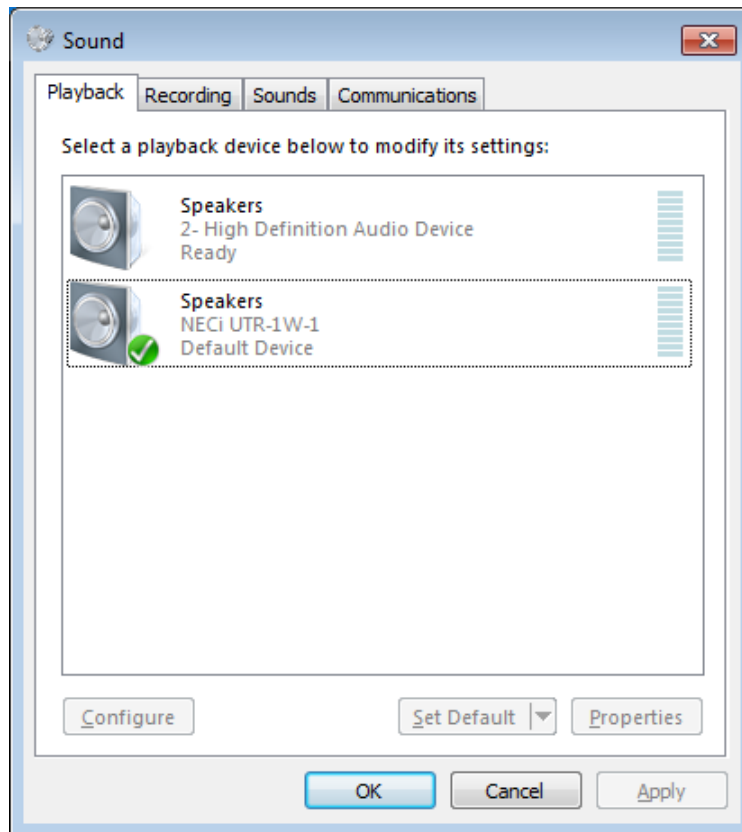 Sound
Playback Recording Sounds Communications
Select a playback device below to modify its settings:
Speakers
2- High Definition Audio Device
Ready
Speakers
NECi UTR-1W-1
Default Device
Configure Set Default Properties
OK Cancel Apply